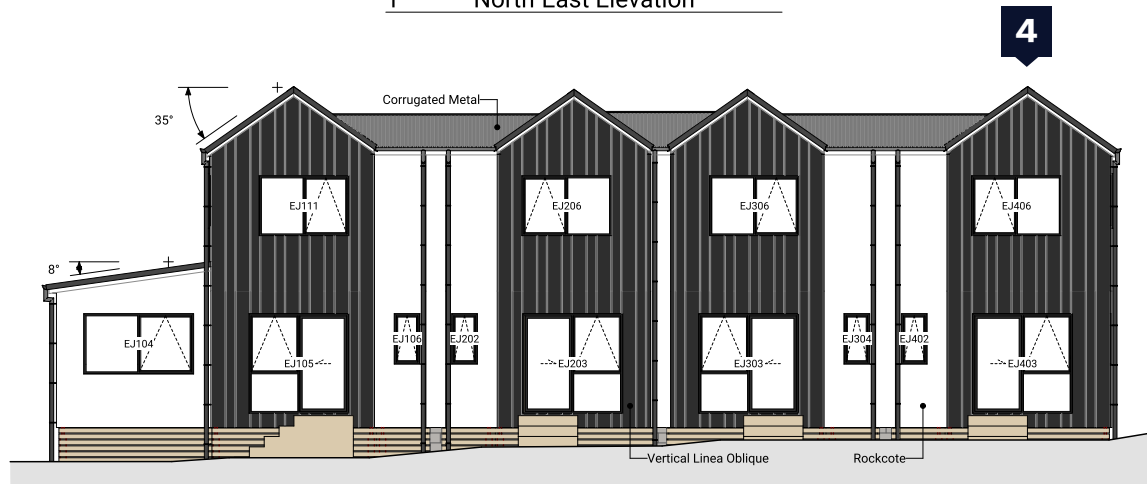 1 North East Elevation
4
Corrugated Metal
35°
EJ111
EJ206
EJ306
EJ406
8°
EJ104
EJ106
EJ202
EJ304
EJ402
EJ105
EJ203
EJ303
EJ403
Vertical Linea Oblique
Rockcote